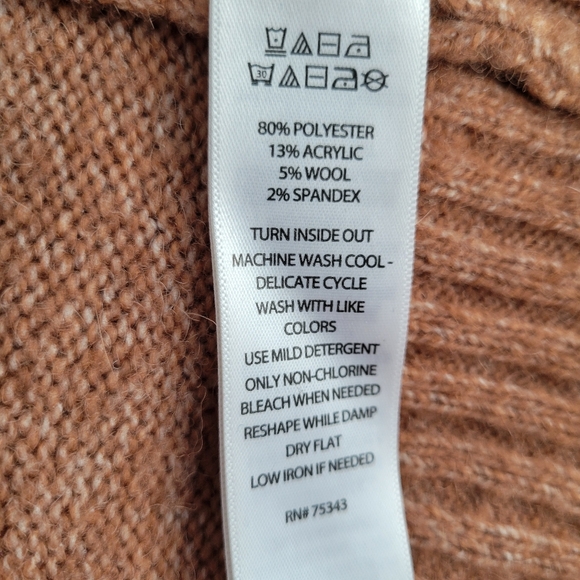 30
80% POLYESTER
13% ACRYLIC
5% WOOL
2% SPANDEX
TURN INSIDE OUT
MACHINE WASH COOL -
DELICATE CYCLE
WASH WITH LIKE
COLORS
USE MILD DETERGENT
ONLY NON-CHLORINE
BLEACH WHEN NEEDED
RESHAPE WHILE DAMP
DRY FLAT
LOW IRON IF NEEDED
RN# 75343